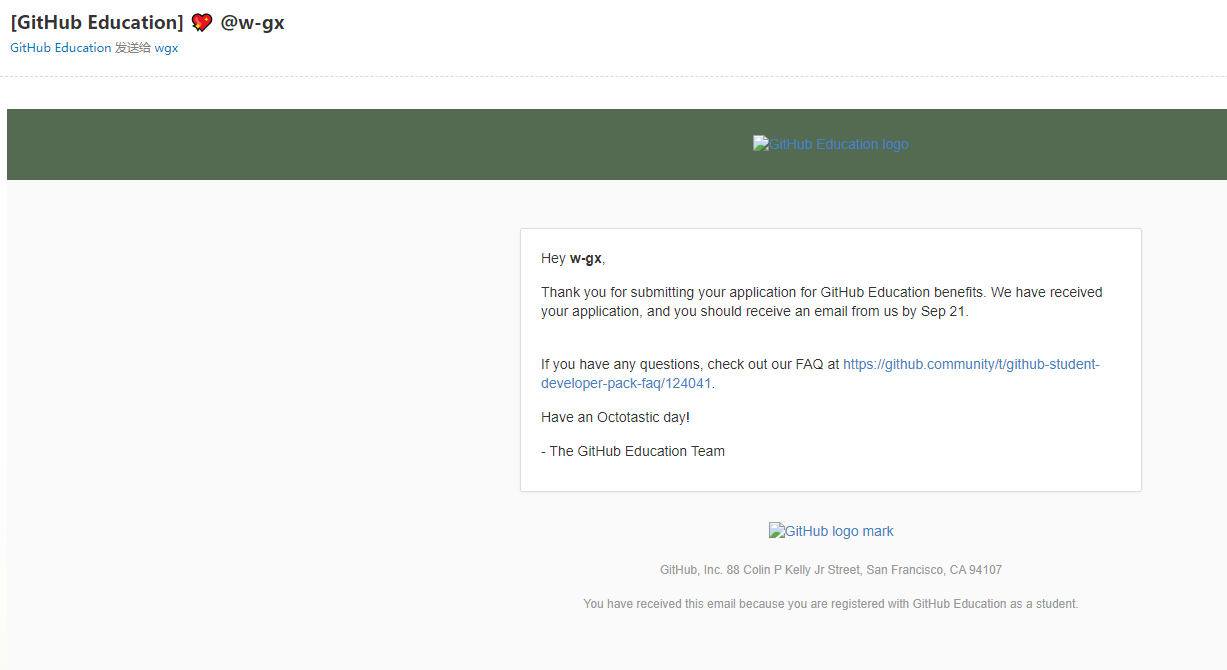 [GitHub Education] 💖 @w-gx
GitHub Education 发送给 wgx
GitHub Education logo
Hey w-gx,
Thank you for submitting your application for GitHub Education benefits. We have received
your application, and you should receive an email from us by Sep 21.
If you have any questions, check out our FAQ at https://github.community/t/github-student-
developer-pack-faq/124041.
Have an Octotastic day!
- The GitHub Education Team
GitHub logo mark
GitHub, Inc. 88 Colin P Kelly Jr Street, San Francisco, CA 94107
You have received this email because you are registered with GitHub Education as a student.